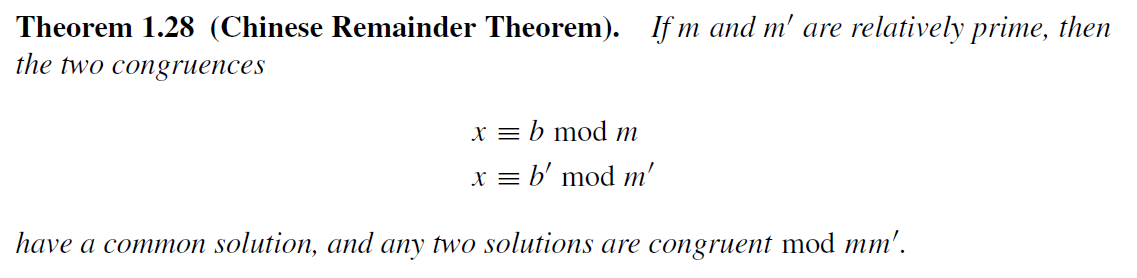 Theorem 1.28 (Chinese Remainder Theorem). If m and m′ are relatively prime, then
the two congruences
x ≡ b mod m
x ≡ b′ mod m′
have a common solution, and any two solutions are congruent mod mm′.